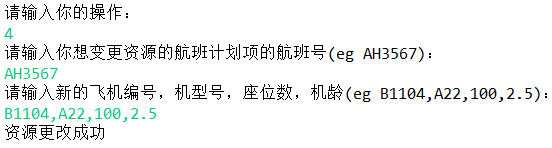 请输入你的操作：
4
请输入你想变更资源的航班计划项的航班号(eg AH3567)：
AH3567
请输入新的飞机编号，机型号，座位数，机龄(eg B1104,A22,100,2.5)：
B1104,A22,100,2.5
资源更改成功